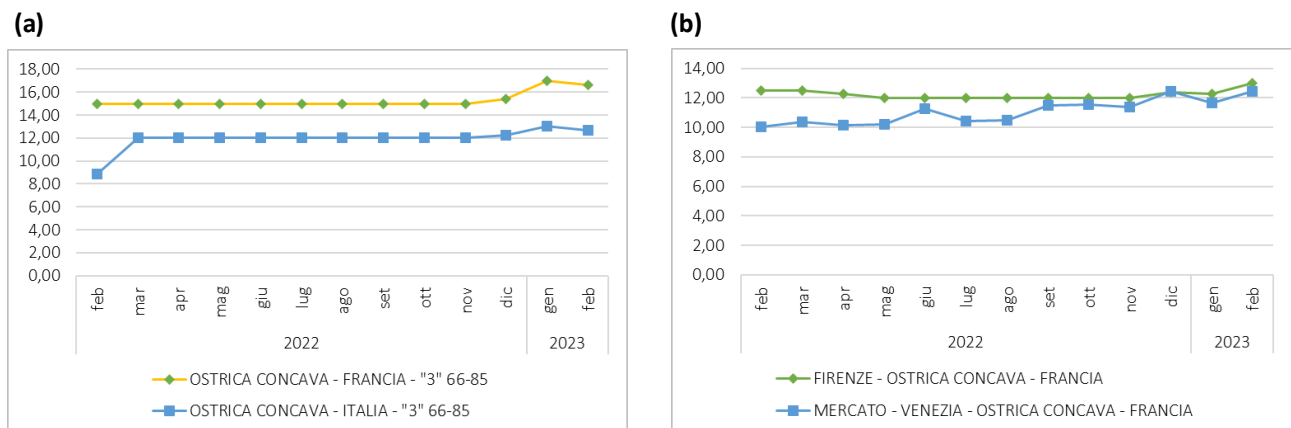 (a)
18,00
16,00
14,00
12,00
10,00
8,00
6,00
4,00
2,00
0,00
feb mar apr mag giu lug ago set ott nov dic gen feb
2022 2023
OSTRICA CONCAVA - FRANCIA - "3" 66-85
OSTRICA CONCAVA - ITALIA - "3" 66-85
(b)
14,00
12,00
10,00
8,00
6,00
4,00
2,00
0,00
feb mar apr mag giu lug ago set ott nov dic gen feb
2022 2023
FIRENZE - OSTRICA CONCAVA - FRANCIA
MERCATO - VENEZIA - OSTRICA CONCAVA - FRANCIA